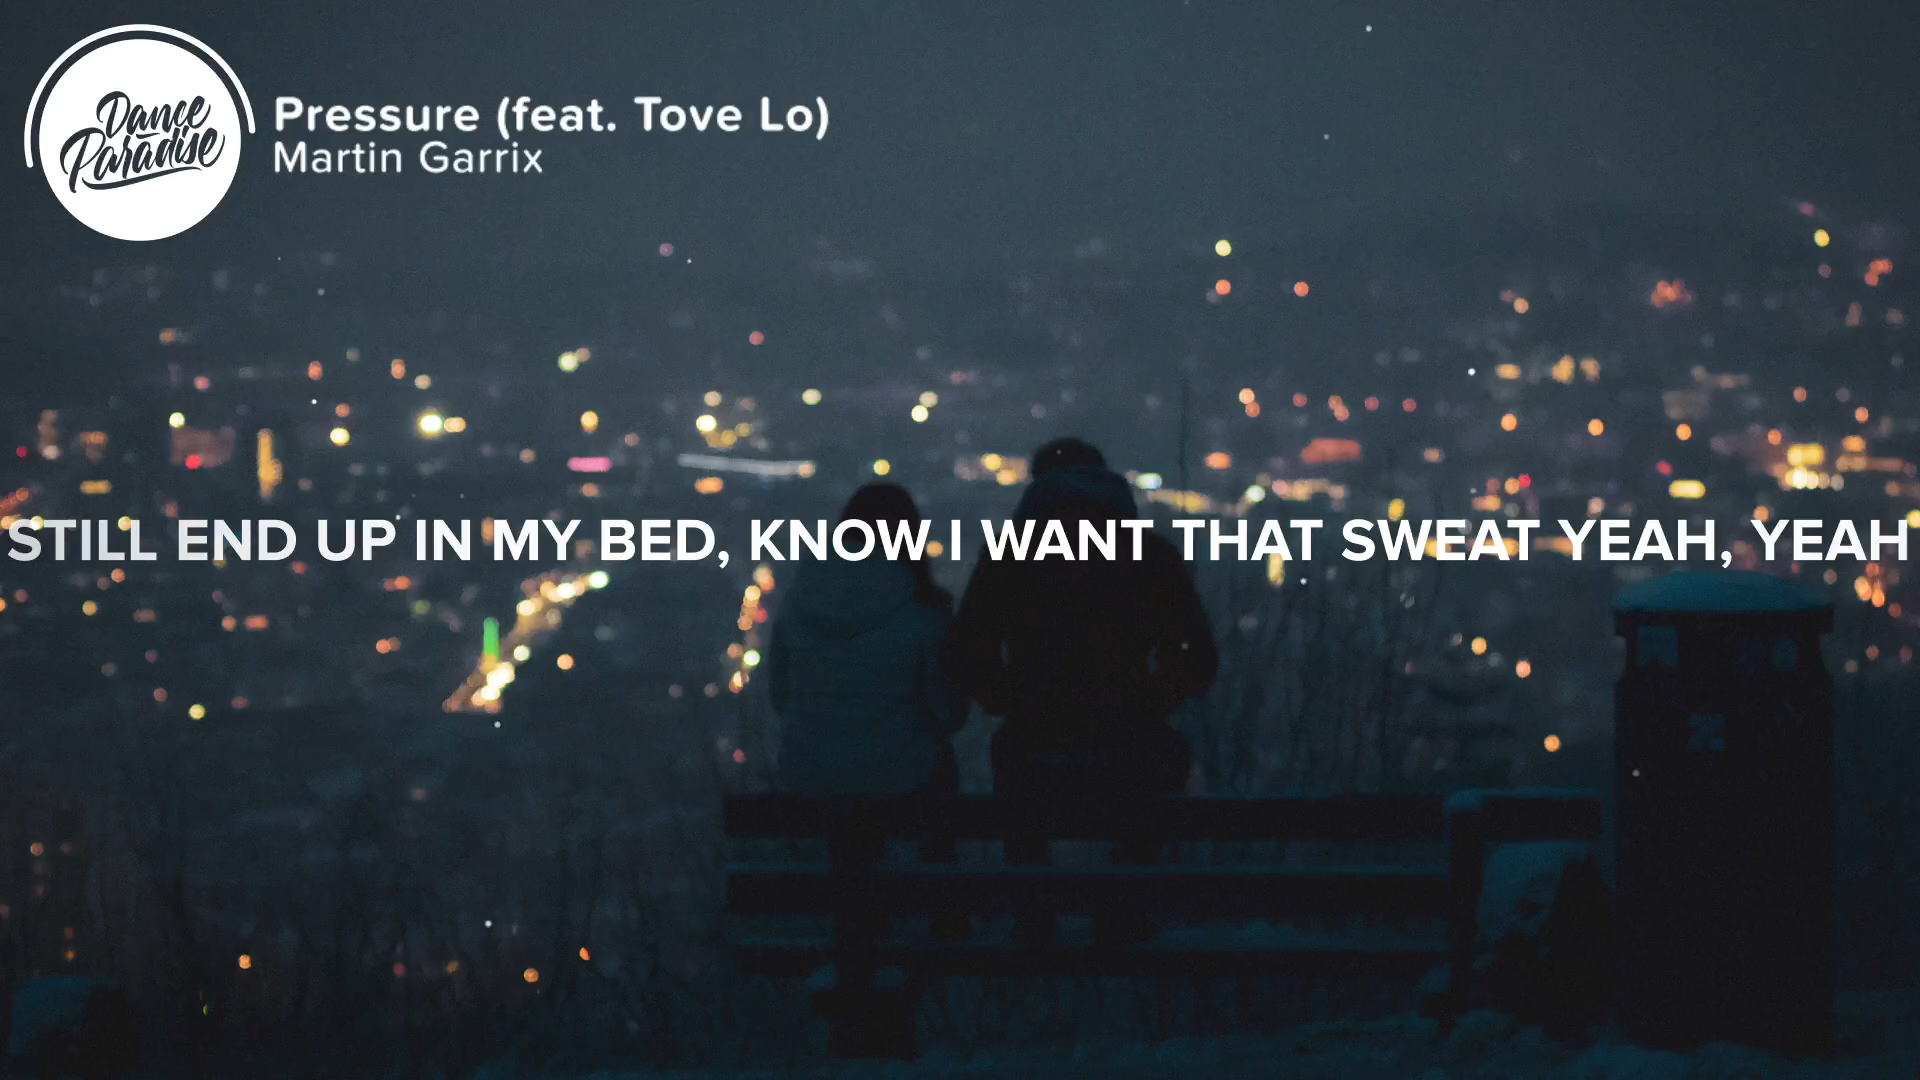 Dance
Paradise
Pressure (feat. Tove Lo)
Martin Garrix
STILL END UP IN MY BED, KNOW I WANT THAT SWEAT YEAH, YEAH